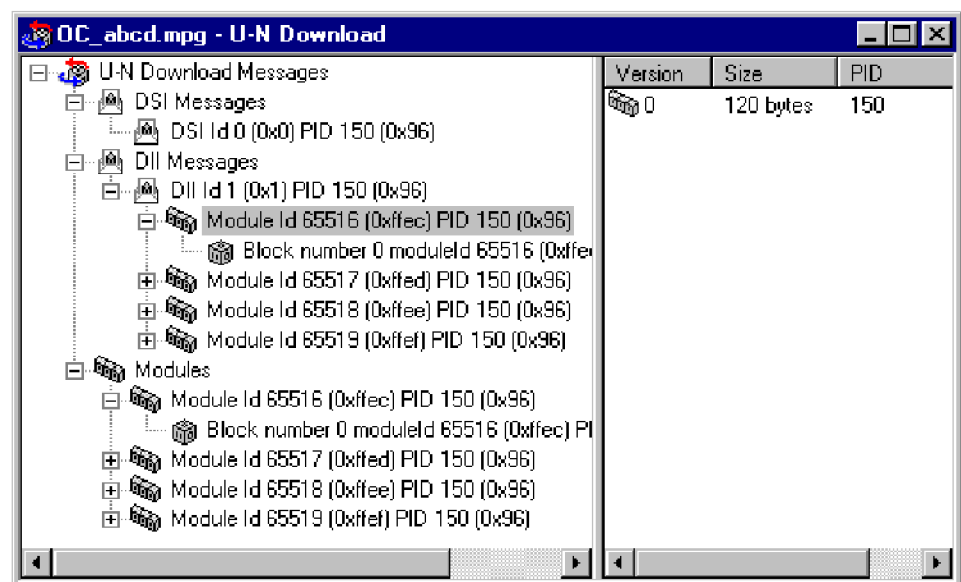 OC_abcd.mpg - U-N Download
U-N Download Messages
DSI Messages
DSI Id 0 (0x0) PID 150 (0x96)
DII Messages
DII Id 1 (0x1) PID 150 (0x96)
Module Id 65516 (0xffec) PID 150 (0x96)
Block number 0 moduleId 65516 (0xffec
Module Id 65517 (0xffed) PID 150 (0x96)
Module Id 65518 (0xffee) PID 150 (0x96)
Module Id 65519 (0xffef) PID 150 (0x96)
Modules
Module Id 65516 (0xffec) PID 150 (0x96)
Block number 0 moduleId 65516 (0xffec) PI
Module Id 65517 (0xffed) PID 150 (0x96)
Module Id 65518 (0xffee) PID 150 (0x96)
Module Id 65519 (0xffef) PID 150 (0x96)
Version Size PID
0 120 bytes 150